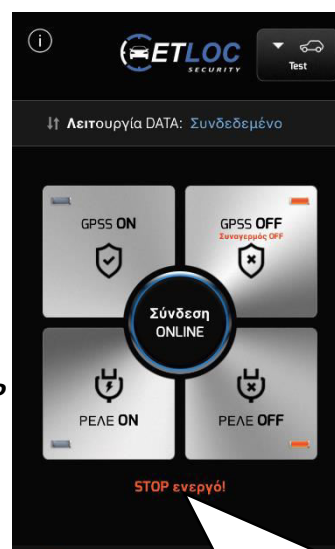 ETLOC
SECURITY
Test
Λειτουργία DATA: Συνδεδεμένο
GPSS ON
GPSS OFF
Συναγερμός OFF
Σύνδεση
ONLINE
ΡΕΛΕ ON
ΡΕΛΕ OFF
STOP ενεργό!